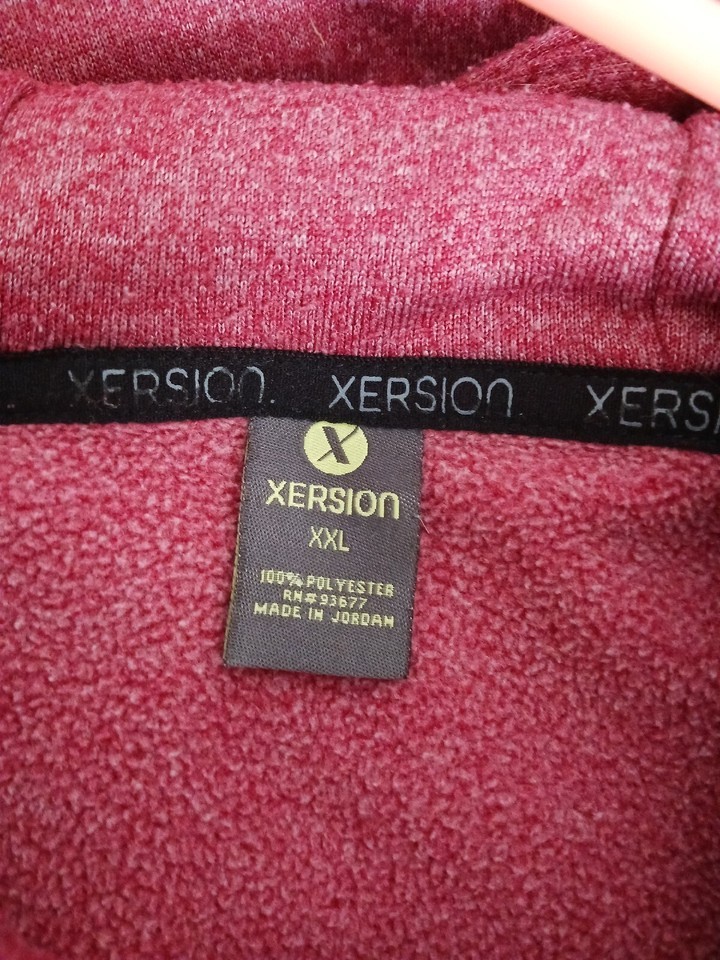 XERSION XERSION XERSI
X
XERSION
XXL
100% POLYESTER
RN#93677
MADE IN JORDAN